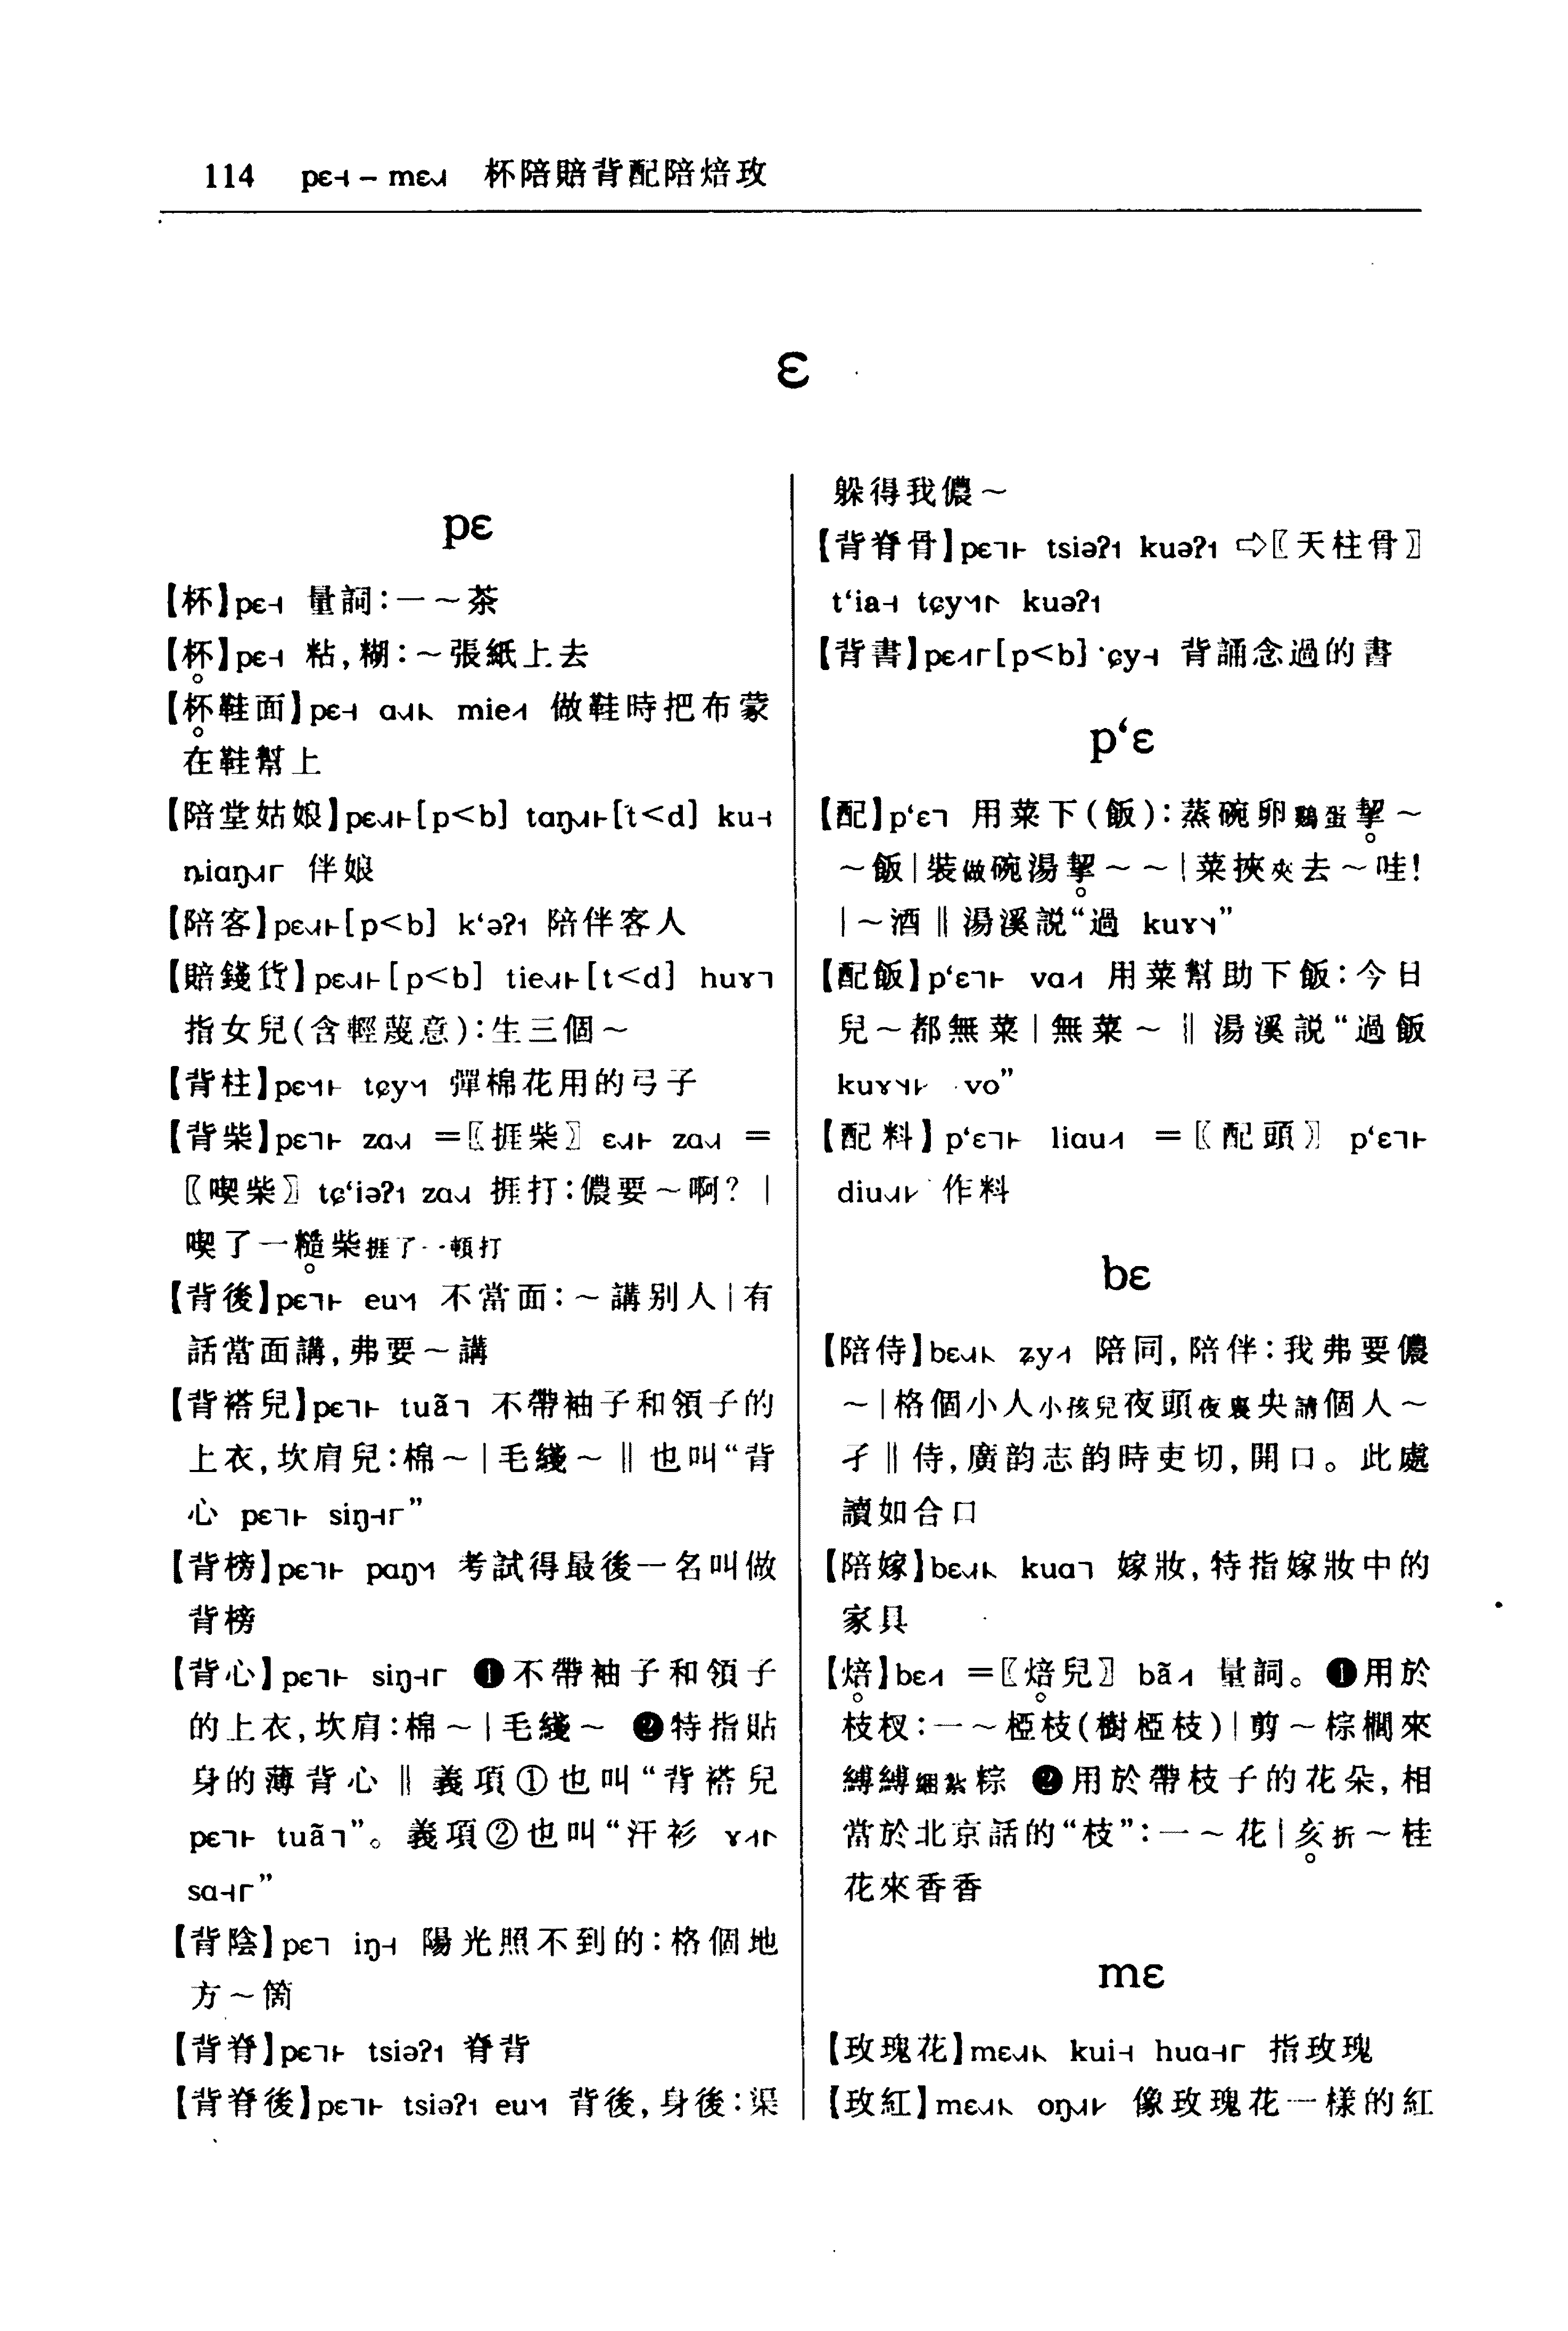 114 pɛ˧ – mɛ˩˧ 杯陪賠背配陪焙玫
ɛ
pɛ
【杯】pɛ˧ 量詞：一～茶
【杯】pɛ˧ 粘，糊：～張紙上去
【杯鞋面】pɛ˧ ɑ mie 做鞋時把布蒙
在鞋幫上
【陪堂姑娘】pɛ[p<b] tɑŋ[t<d] ku˧
ȵiɑŋ 伴娘
【陪客】pɛ[p<b] kʻəʔ 陪伴客人
【賠錢貨】pɛ[p<b] tie[t<d] huɤ˥
指女兒(含輕蔑意)：生三個～
【背柱】pɛ tɕy 彈棉花用的弓子
【背柴】pɛ zɑ ＝〖捱柴〗ɛ zɑ ＝
〖喫柴〗tɕʻiəʔ zɑ 捱打：儂要～啊？｜
喫了一糙柴捱了一頓打
【背後】pɛ eu 不當面：～講别人｜有
話當面講，弗要～講
【背褡兒】pɛ tuã˥ 不帶袖子和領子的
上衣，坎肩兒：棉～｜毛綫～‖也叫“背
心 pɛ siŋ”
【背榜】pɛ pɑŋ 考試得最後一名叫做
背榜
【背心】pɛ siŋ ❶不帶袖子和領子
的上衣，坎肩：棉～｜毛綫～ ❷特指貼
身的薄背心‖義項①也叫“背褡兒
pɛ tuã˥”。義項②也叫“汗衫 ɤ
sɑ”
【背陰】pɛ˥ iŋ˧ 陽光照不到的：格個地
方～箇
【背脊】pɛ tsiəʔ 脊背
【背脊後】pɛ tsiəʔ eu 背後，身後：渠
躲得我儂～
【背脊骨】pɛ tsiəʔ kuəʔ ⇨〖天柱骨〗
tʻia˧ tɕy kuəʔ
【背書】pɛ[p<b] ɕy˧ 背誦念過的書
pʻɛ
【配】pʻɛ˥ 用菜下(飯)：蒸碗卵鷄蛋挈～
～飯｜裝做碗湯挈～～｜菜挾夾去～哇！
｜～酒‖湯溪説“過 kuɤ”
【配飯】pʻɛ vɑ 用菜幫助下飯：今日
兒～都無菜｜無菜～‖湯溪説“過飯
kuɤ vo”
【配料】pʻɛ liɑu ＝〖配頭〗pʻɛ
diu 作料
bɛ
【陪侍】bɛ ʑy 陪同，陪伴：我弗要儂
～｜格個小人小孩兒夜頭夜裏央請個人～
孑‖侍，廣韵志韵時吏切，開口。此處
讀如合口
【陪嫁】bɛ kuɑ˥ 嫁妝，特指嫁妝中的
家具
【焙】bɛ ＝〖焙兒〗bã 量詞。❶用於
枝杈：一～椏枝(樹椏枝)｜剪～棕櫚來
縛縛綑紮粽 ❷用於帶枝子的花朵，相
當於北京話的“枝”：一～花｜亥折～桂
花來香香
mɛ
【玫瑰花】mɛ kui˧ huɑ 指玫瑰
【玫紅】mɛ oŋ 像玫瑰花一樣的紅